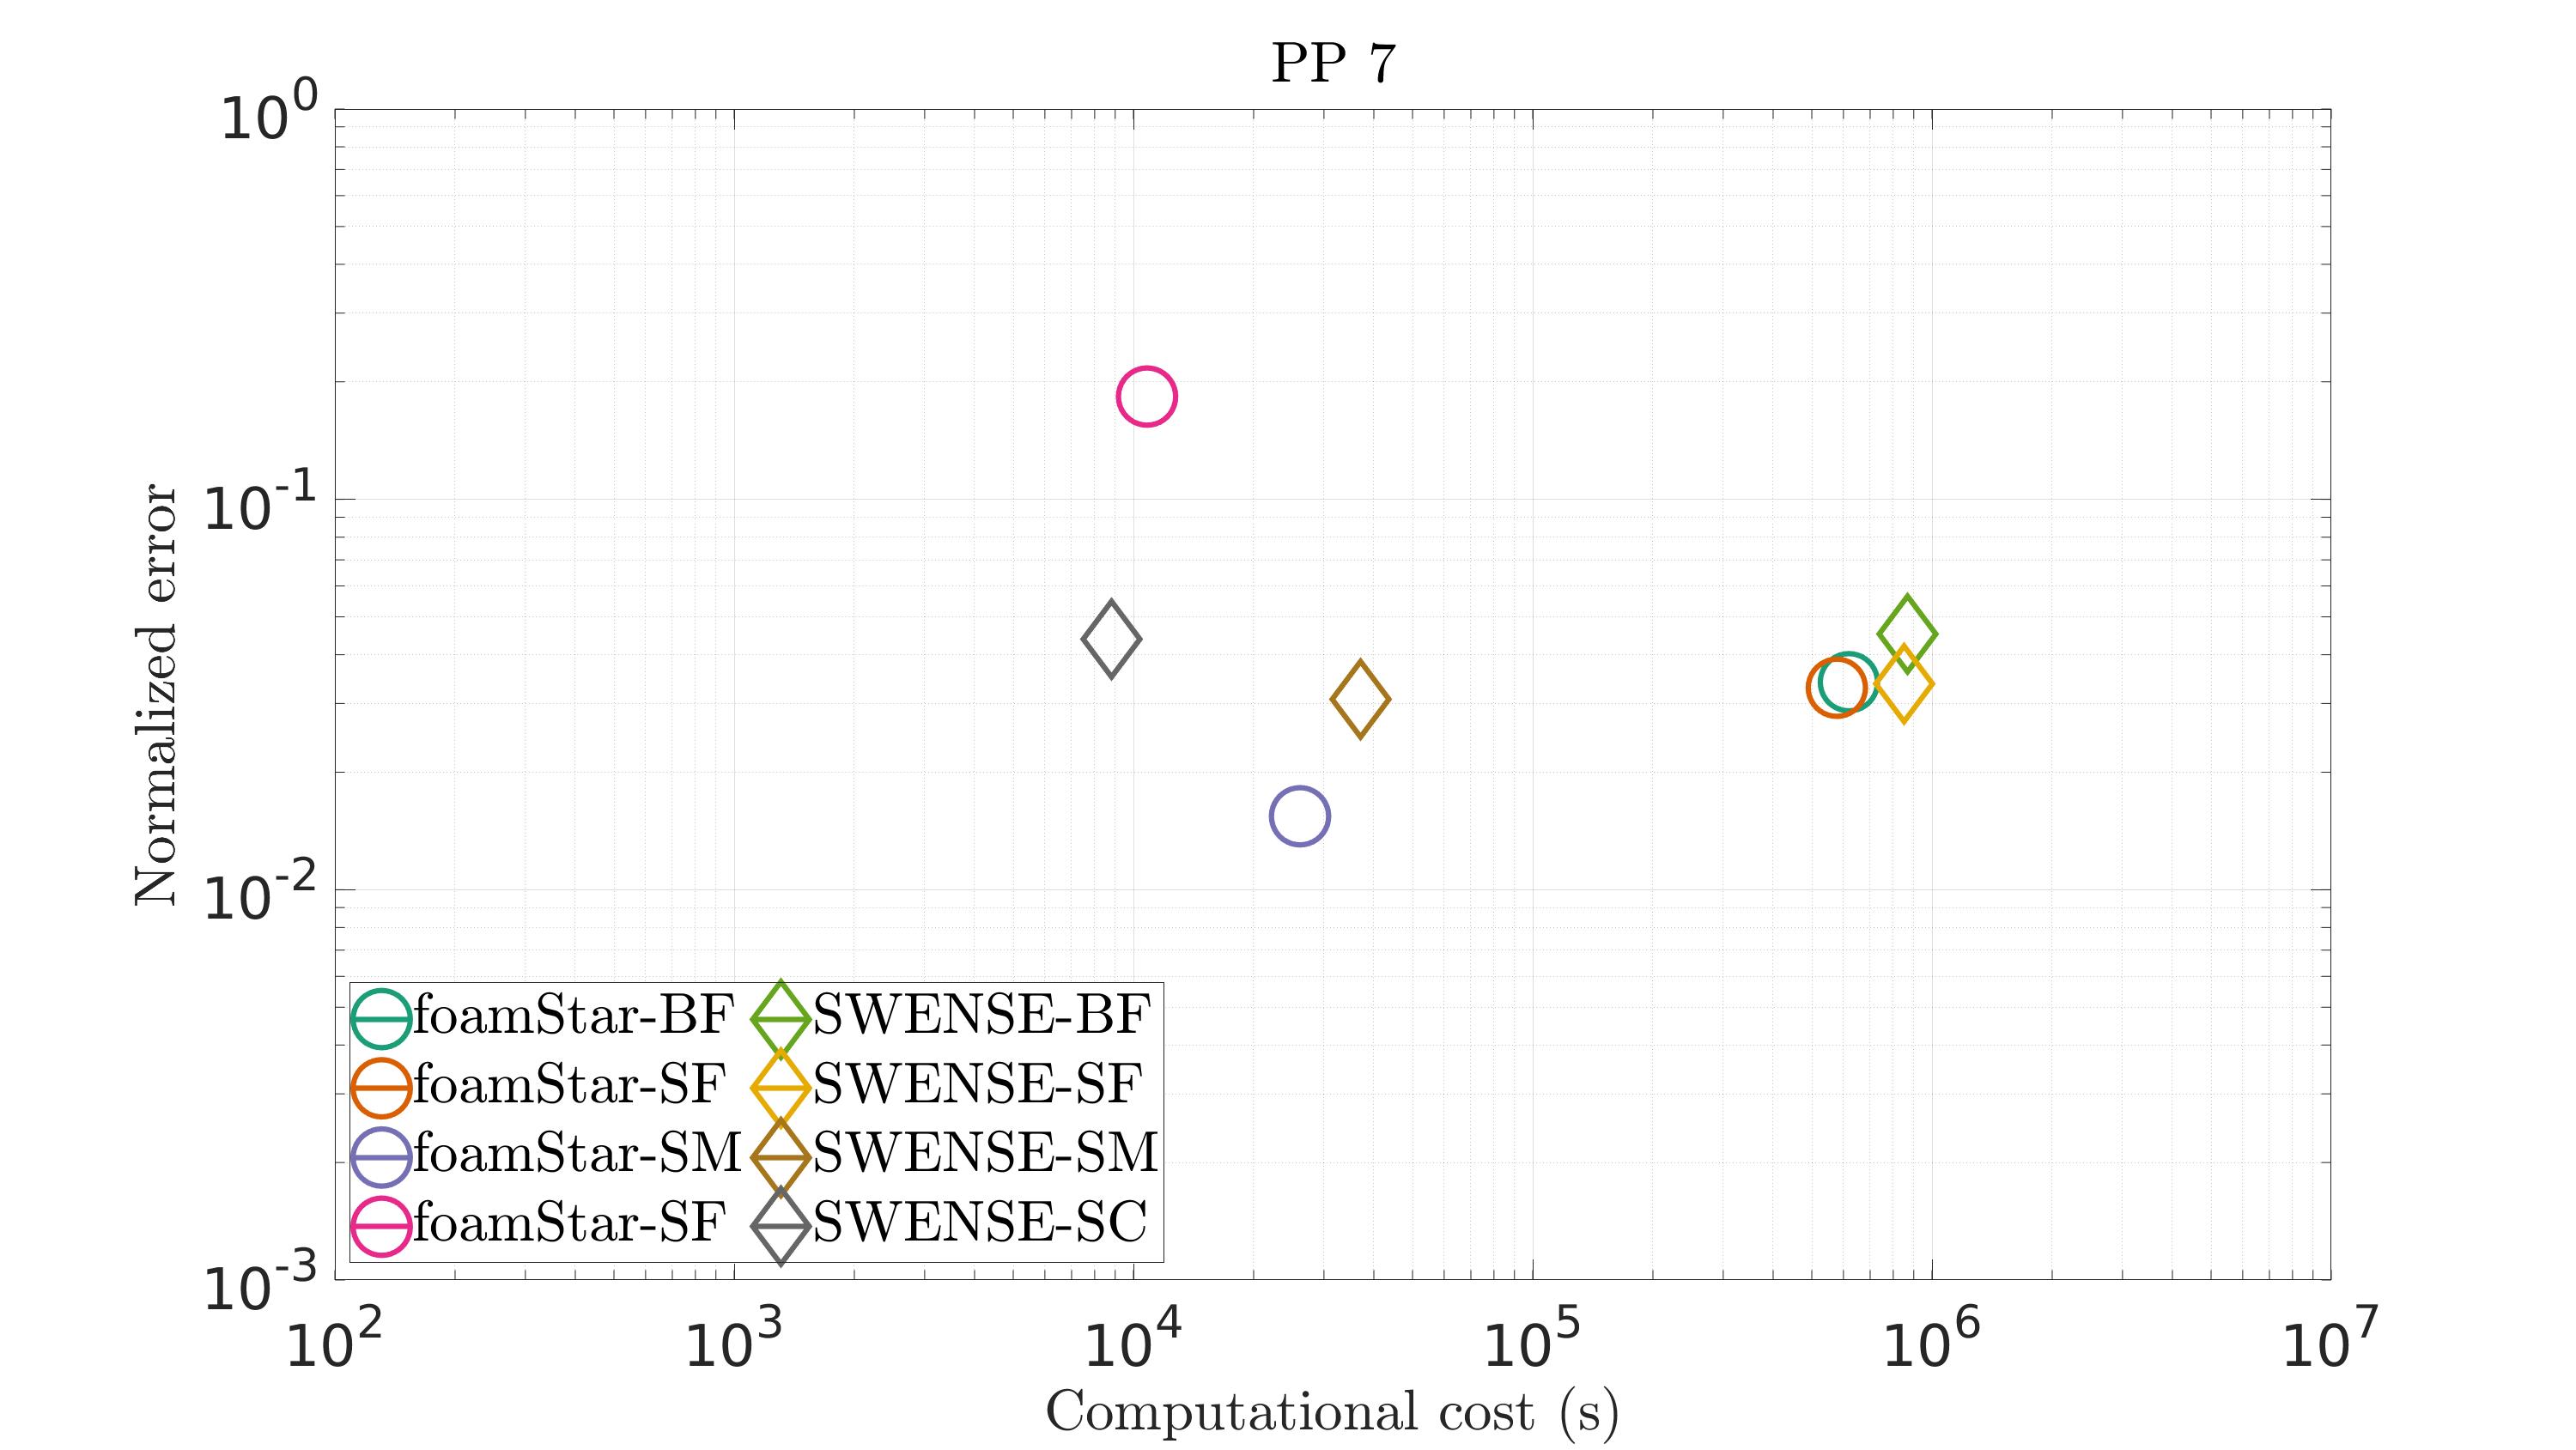 PP 7
10^0
10^-1
10^-2
10^-3
Normalized error
foamStar-BF
foamStar-SF
foamStar-SM
foamStar-SF
SWENSE-BF
SWENSE-SF
SWENSE-SM
SWENSE-SC
10^2 10^3 10^4 10^5 10^6 10^7
Computational cost (s)